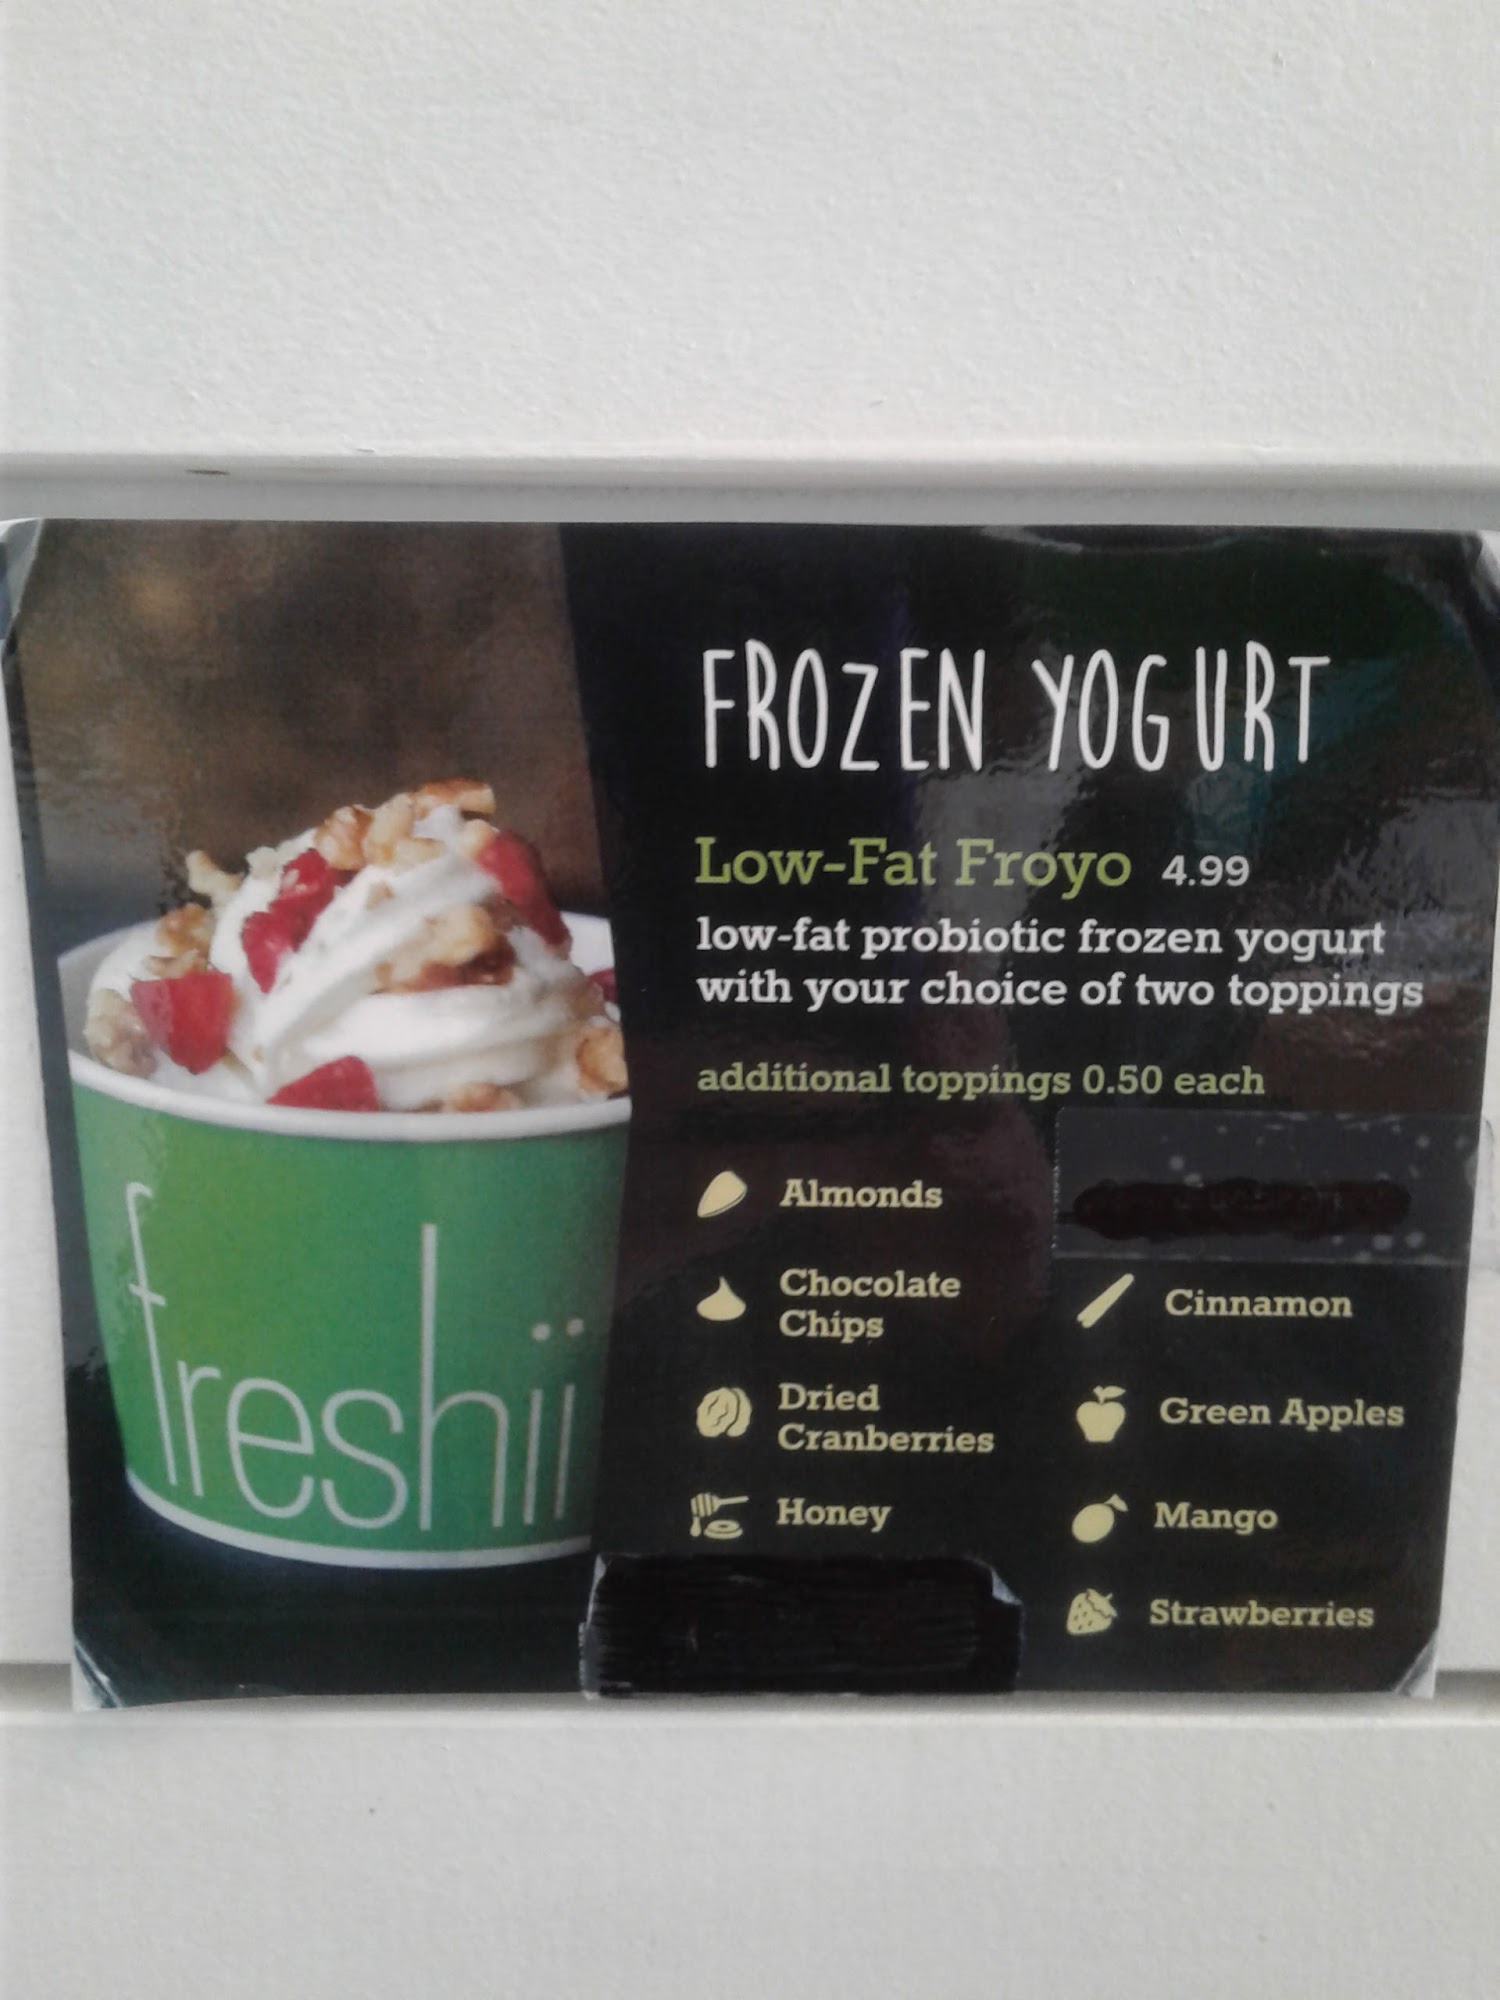 FROZEN YOGURT
Low-Fat Froyo 4.99
low-fat probiotic frozen yogurt
with your choice of two toppings
additional toppings 0.50 each
Almonds
Chocolate
Chips
Dried
Cranberries
Honey
Cinnamon
Green Apples
Mango
Strawberries
freshii